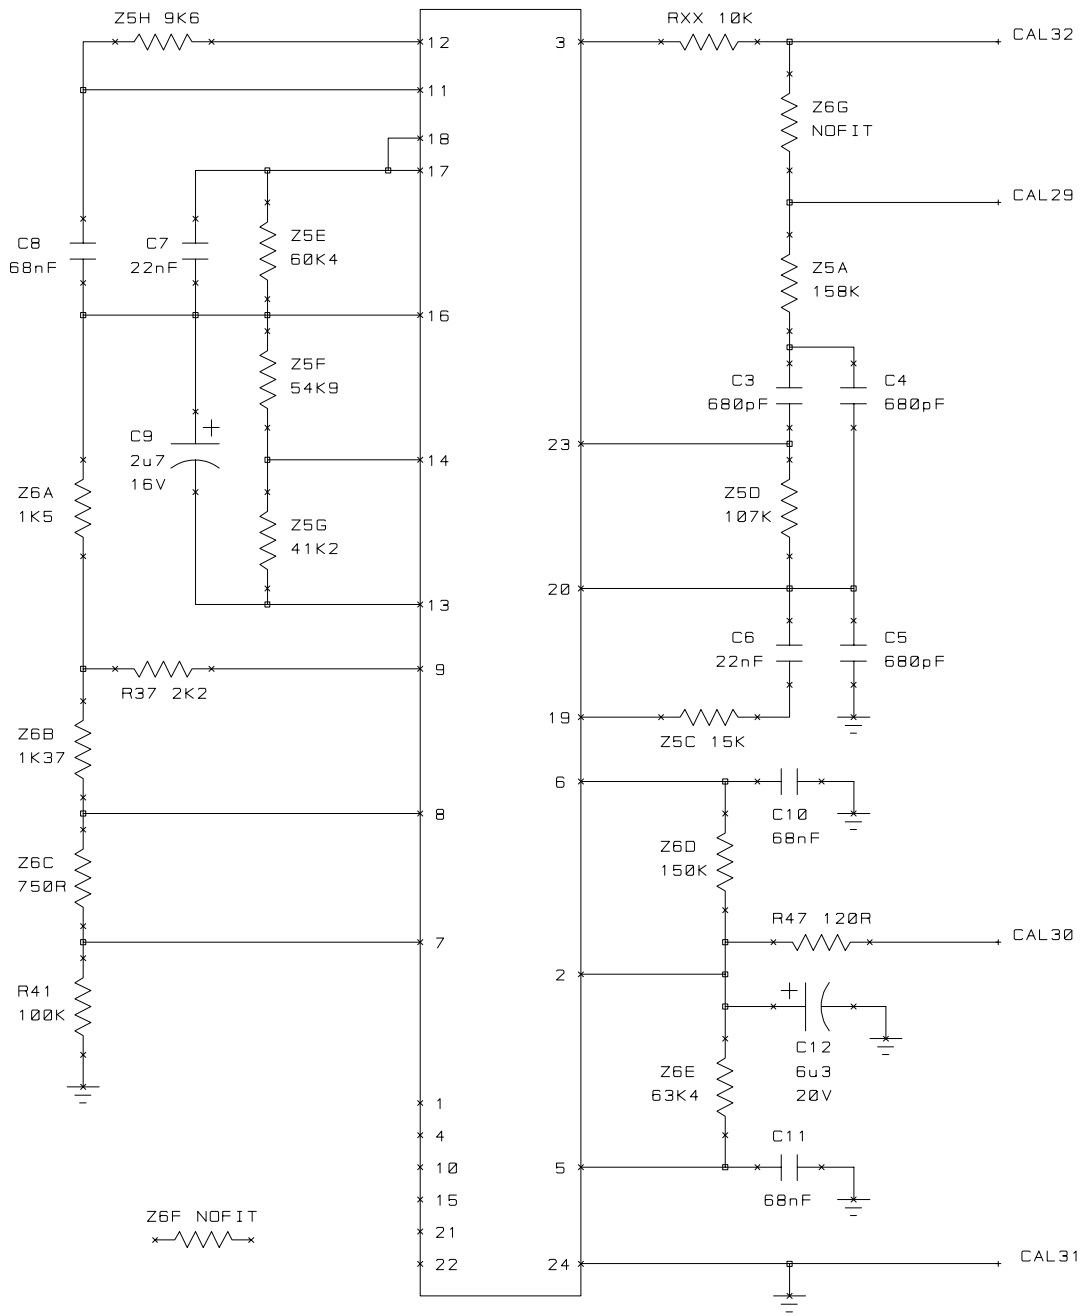 Z5H 9K6
12
11
18
17
C8
68nF
C7
22nF
Z5E
60K4
16
Z5F
54K9
C9
2u7
16V
14
Z6A
1K5
Z5G
41K2
13
9
R37 2K2
Z6B
1K37
8
Z6C
750R
7
R41
100K
1
4
10
15
21
22
Z6F NOFIT
3
RXX 10K
CAL32
Z6G
NOFIT
CAL29
Z5A
158K
C3
680pF
C4
680pF
23
Z5D
107K
20
C6
22nF
C5
680pF
19
Z5C 15K
6
C10
68nF
Z6D
150K
R47 120R
CAL30
2
C12
6u3
20V
Z6E
63K4
C11
5
68nF
24
CAL31